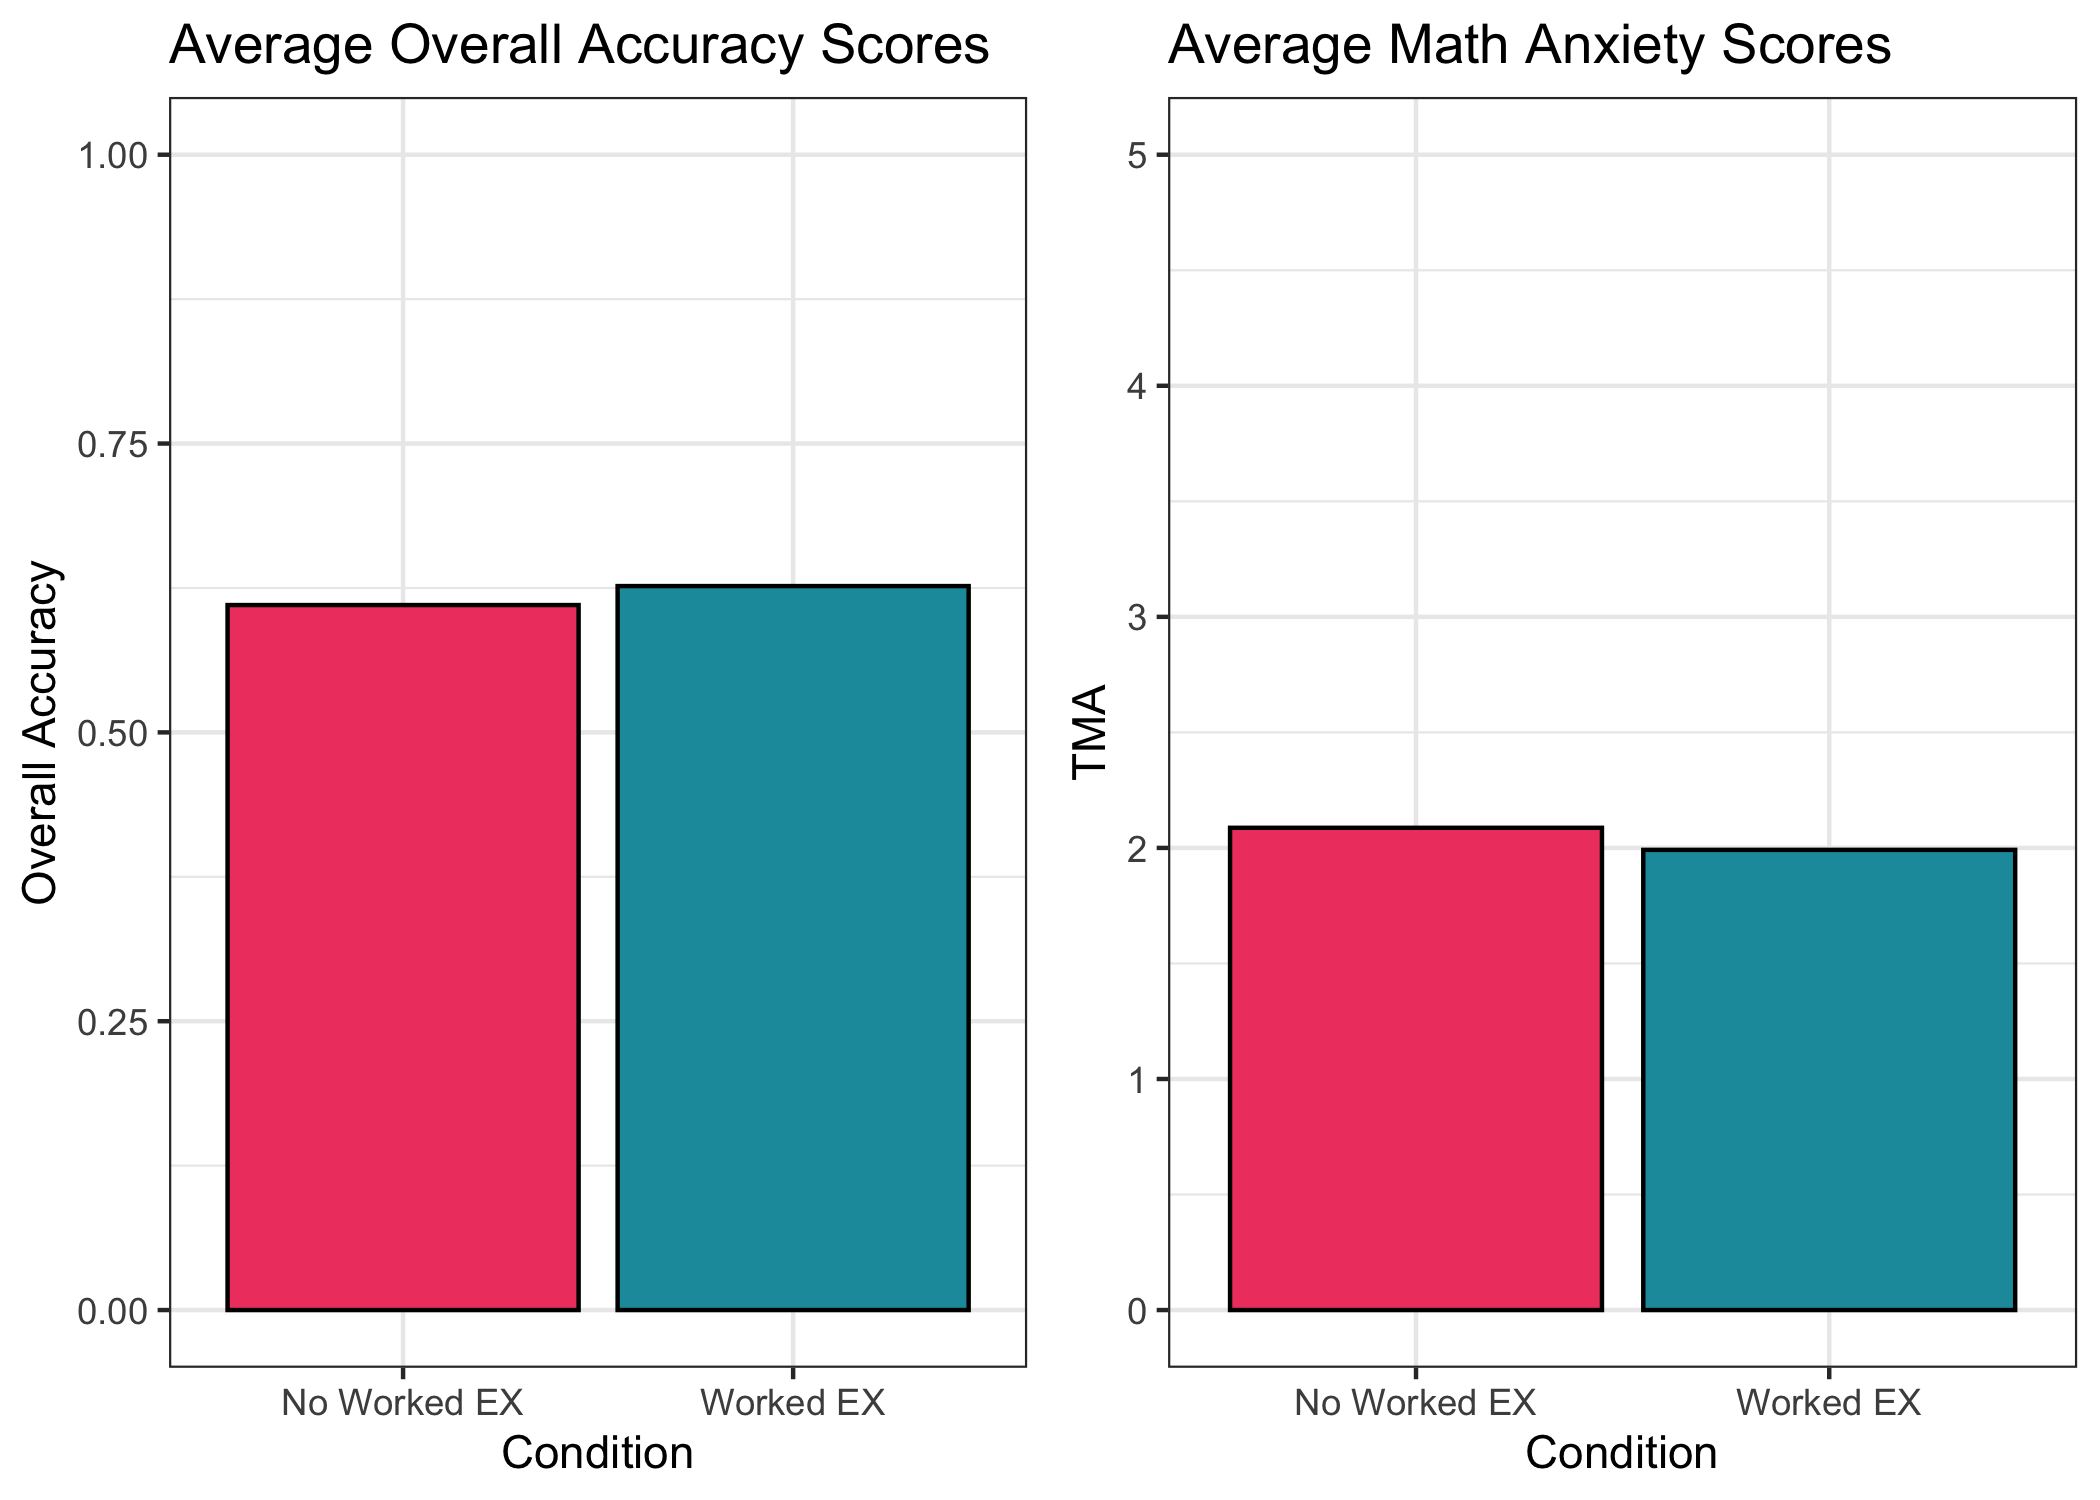 Average Overall Accuracy Scores
1.00
0.75
0.50
0.25
0.00
Overall Accuracy
No Worked EX
Worked EX
Condition
Average Math Anxiety Scores
5
4
3
2
1
0
TMA
No Worked EX
Worked EX
Condition